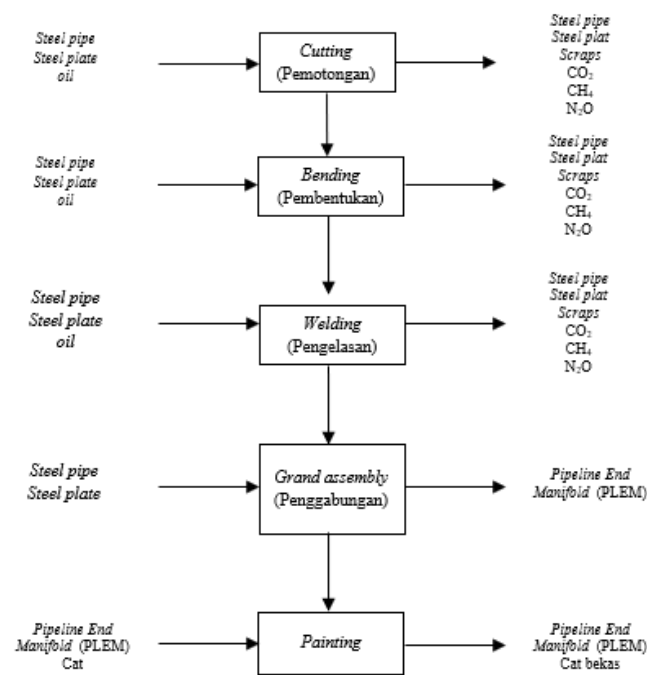 Steel pipe
Steel plate
oil
Cutting
(Pemotongan)
Steel pipe
Steel plat
Scraps
CO₂
CH₄
N₂O
Steel pipe
Steel plate
oil
Bending
(Pembentukan)
Steel pipe
Steel plat
Scraps
CO₂
CH₄
N₂O
Steel pipe
Steel plate
oil
Welding
(Pengelasan)
Steel pipe
Steel plat
Scraps
CO₂
CH₄
N₂O
Steel pipe
Steel plate
Grand assembly
(Penggabungan)
Pipeline End
Manifold (PLEM)
Pipeline End
Manifold (PLEM)
Cat
Painting
Pipeline End
Manifold (PLEM)
Cat bekas